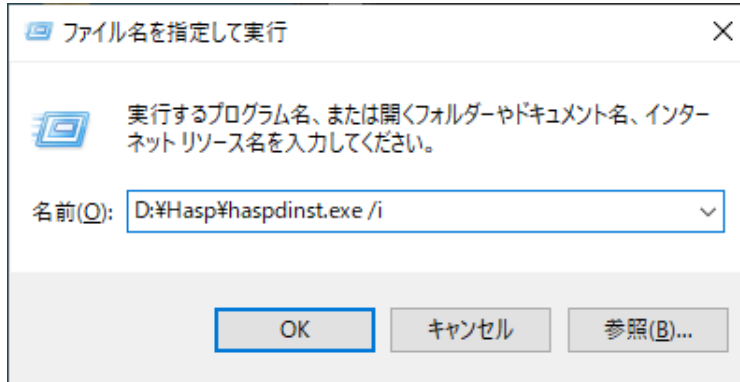 ファイル名を指定して実行
実行するプログラム名、または開くフォルダーやドキュメント名、インター
ネット リソース名を入力してください。
名前(O): D:¥Hasp¥haspdinst.exe /i
OK キャンセル 参照(B)...